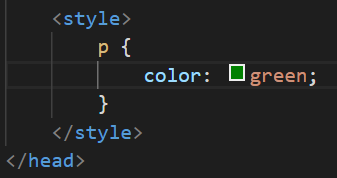 <style>
p {
color: green;
}
</style>
</head>